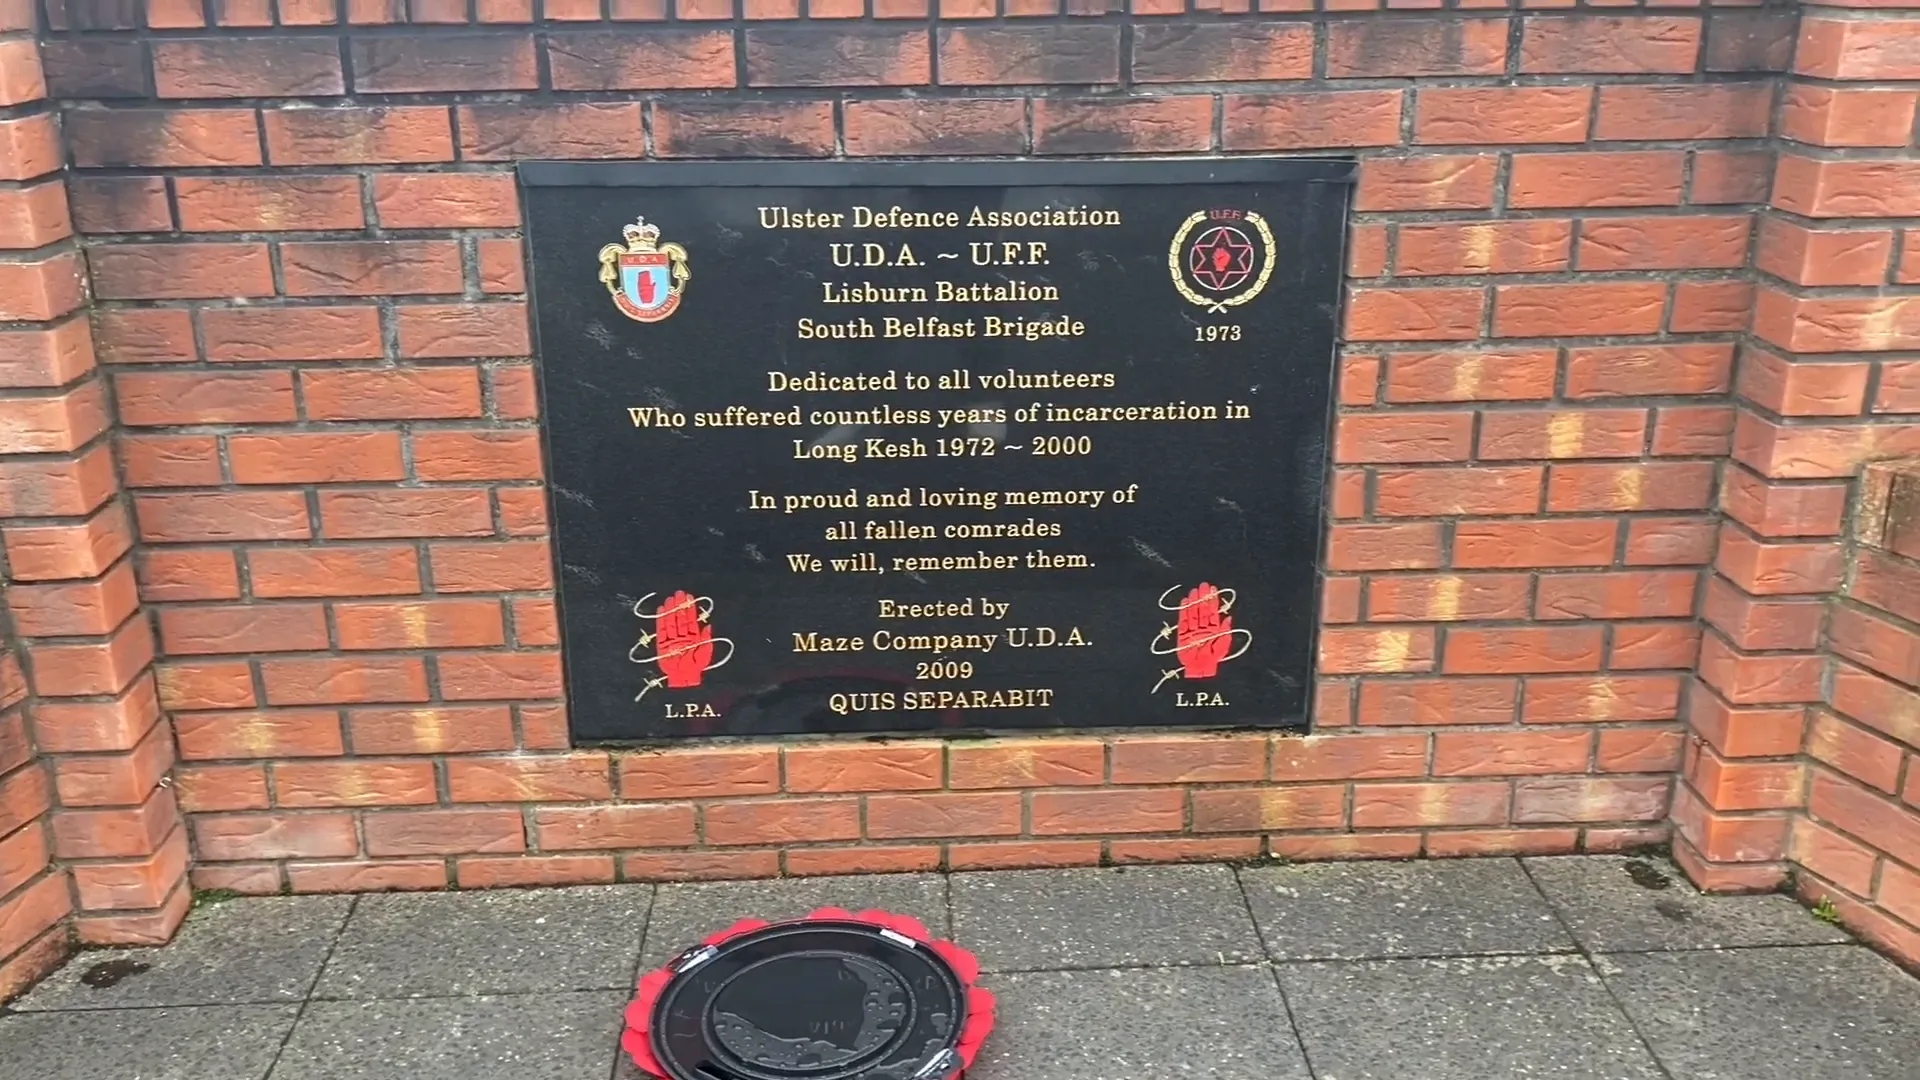 Ulster Defence Association
U.D.A. ~ U.F.F.
Lisburn Battalion
South Belfast Brigade
U.D.A.
U.F.F.
1973
Dedicated to all volunteers
Who suffered countless years of incarceration in
Long Kesh 1972 ~ 2000
In proud and loving memory of
all fallen comrades
We will, remember them.
Erected by
Maze Company U.D.A.
2009
QUIS SEPARABIT
L.P.A.
L.P.A.